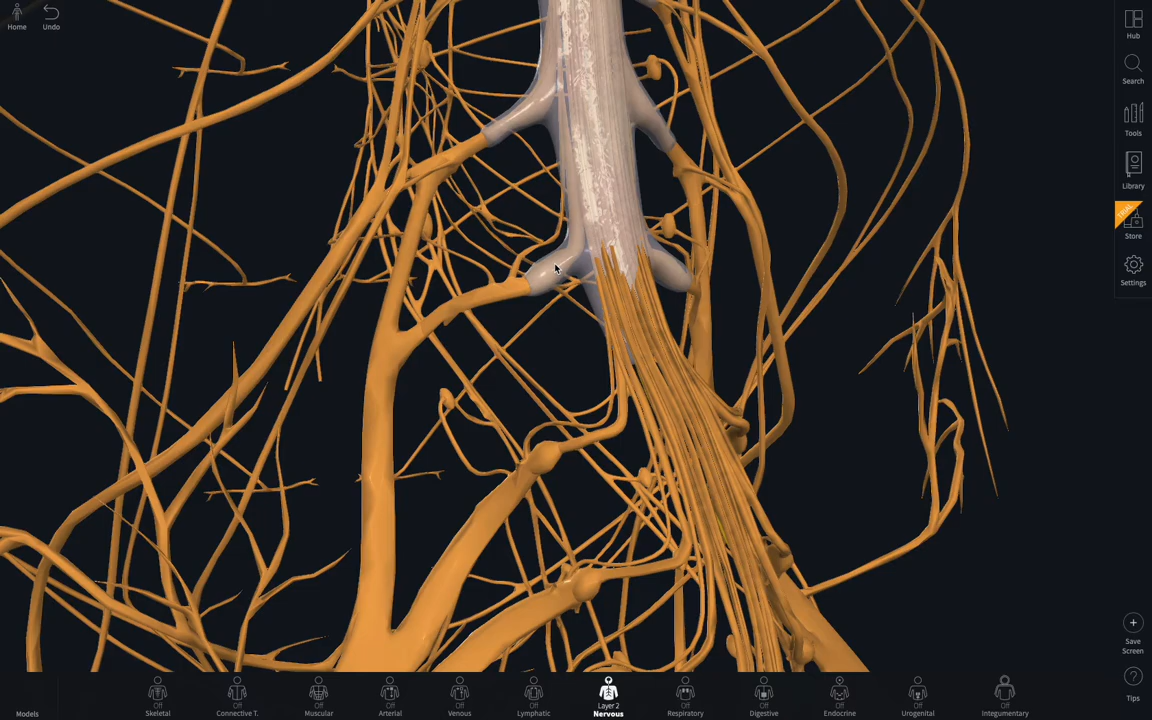 Home
Undo
Hub
Search
Tools
Library
TRIAL
Store
Settings
Save
Screen
Tips
Models
Off
Skeletal
Off
Connective T.
Off
Muscular
Off
Arterial
Off
Venous
Off
Lymphatic
Layer 2
Nervous
Off
Respiratory
Off
Digestive
Off
Endocrine
Off
Urogenital
Off
Integumentary